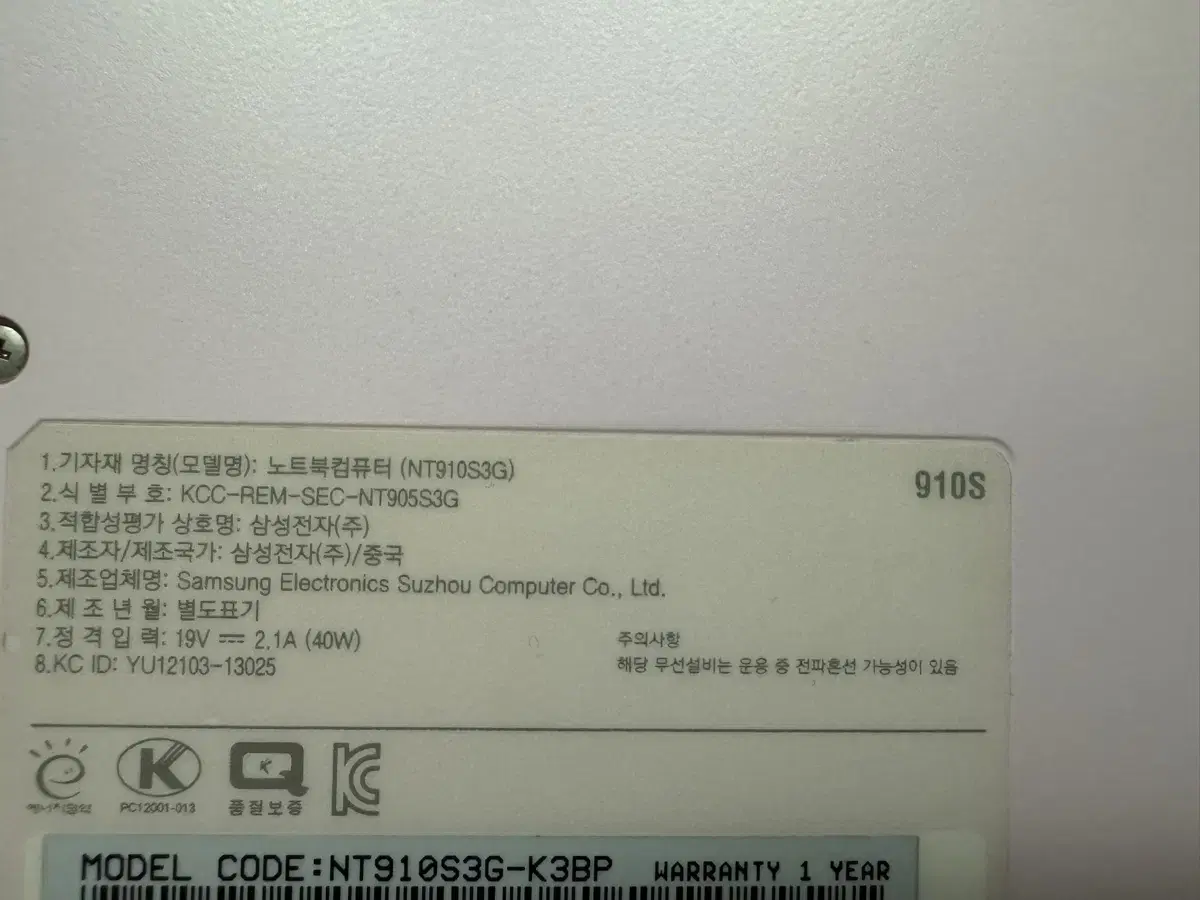 1.기자재 명칭(모델명): 노트북컴퓨터 (NT910S3G)
910S
2.식 별 부 호: KCC-REM-SEC-NT905S3G
3.적합성평가 상호명: 삼성전자(주)
4.제조자/제조국가: 삼성전자(주)/중국
5.제조업체명: Samsung Electronics Suzhou Computer Co., Ltd.
6.제 조 년 월: 별도표기
7.정 격 입 력: 19V ⎓ 2.1A (40W)
8.KC ID: YU12103-13025
주의사항
해당 무선설비는 운용 중 전파혼선 가능성이 있음
에너지절약
K
PC12001-013
K
품질보증
KC
MODEL CODE:NT910S3G-K3BP WARRANTY 1 YEAR